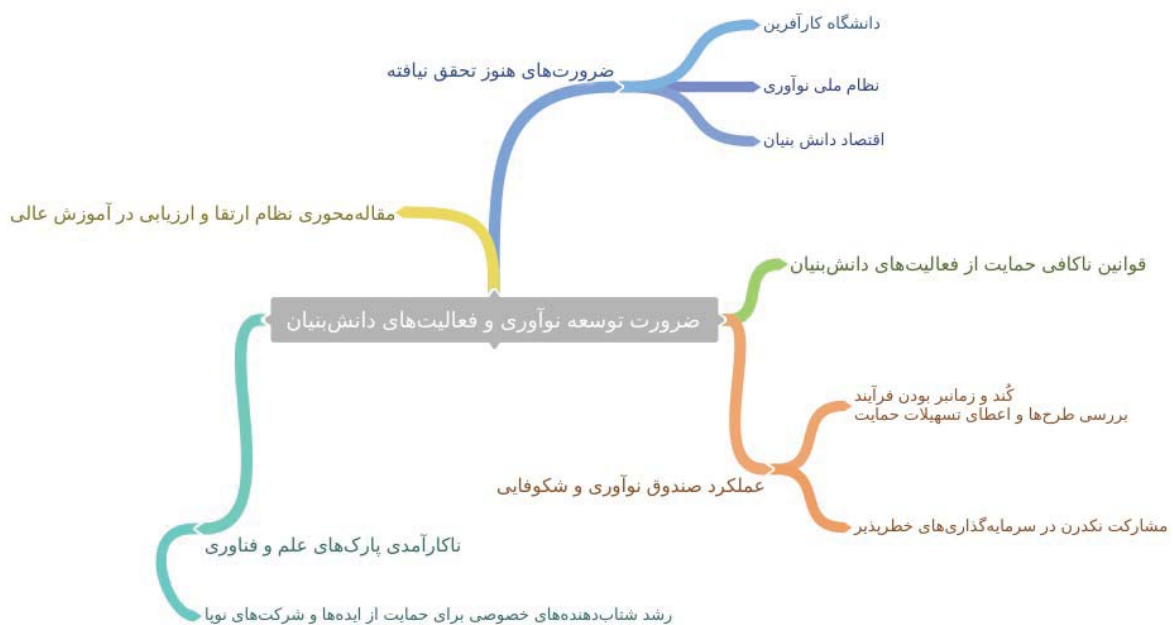 دانشگاه کارآفرین
ضرورت‌های هنوز تحقق نیافته
نظام ملی نوآوری
اقتصاد دانش بنیان
مقاله‌محوری نظام ارتقا و ارزیابی در آموزش عالی
قوانین ناکافی حمایت از فعالیت‌های دانش‌بنیان
ضرورت توسعه نوآوری و فعالیت‌های دانش‌بنیان
کُند و زمانبر بودن فرآیند
بررسی طرح‌ها و اعطای تسهیلات حمایت
عملکرد صندوق نوآوری و شکوفایی
مشارکت نکدرن در سرمایه‌گذاری‌های خطرپذیر
ناکارآمدی پارک‌های علم و فناوری
رشد شتاب‌دهنده‌های خصوصی برای حمایت از ایده‌ها و شرکت‌های نوپا